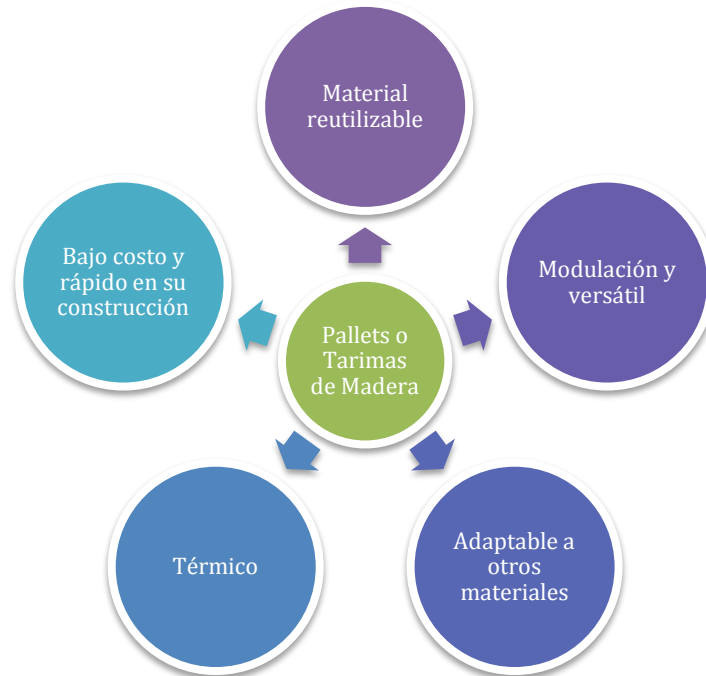 Material
reutilizable
Modulación y
versátil
Adaptable a
otros
materiales
Térmico
Bajo costo y
rápido en su
construcción
Pallets o
Tarimas
de Madera